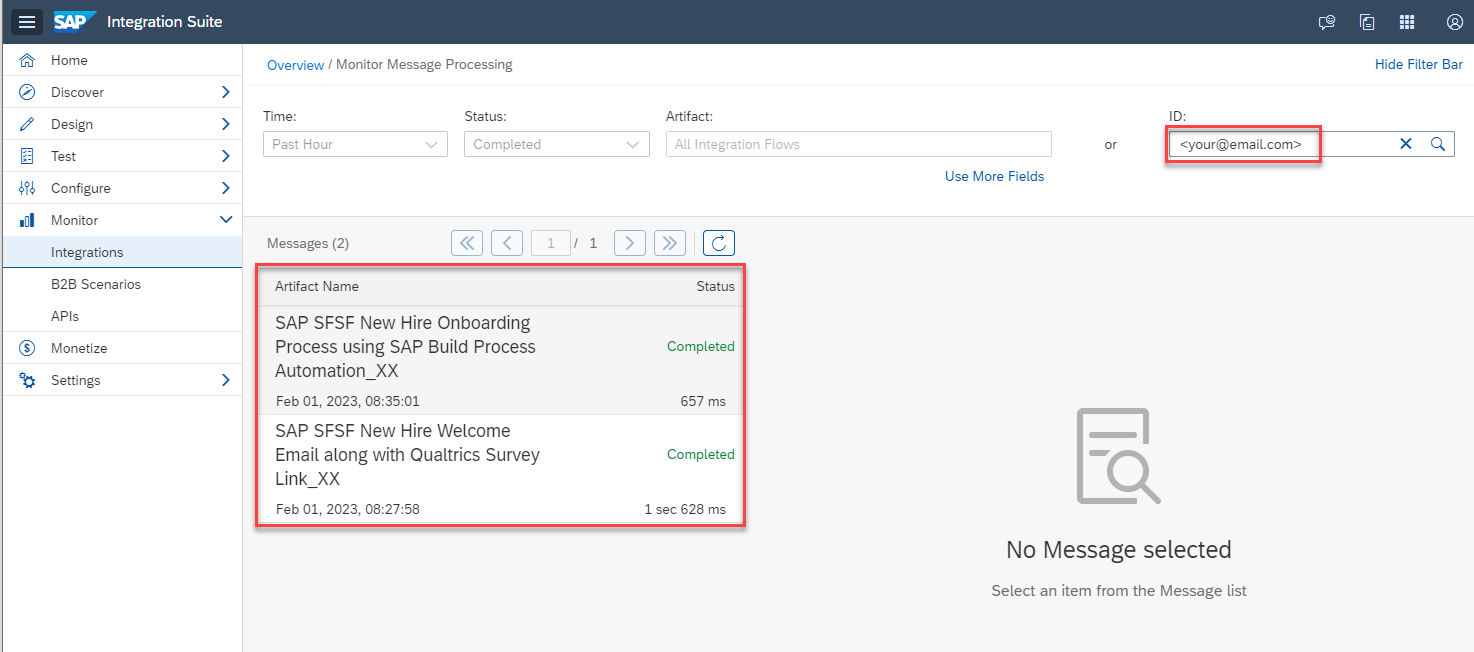 SAP Integration Suite
Home
Discover
Design
Test
Configure
Monitor
Integrations
B2B Scenarios
APIs
Monetize
Settings
Overview / Monitor Message Processing
Hide Filter Bar
Time:
Status:
Artifact:
ID:
Past Hour
Completed
All Integration Flows
or
<your@email.com>
Use More Fields
Messages (2)
1 / 1
Artifact Name Status
SAP SFSF New Hire Onboarding
Process using SAP Build Process
Automation_XX
Completed
Feb 01, 2023, 08:35:01 657 ms
SAP SFSF New Hire Welcome
Email along with Qualtrics Survey
Link_XX
Completed
Feb 01, 2023, 08:27:58 1 sec 628 ms
No Message selected
Select an item from the Message list